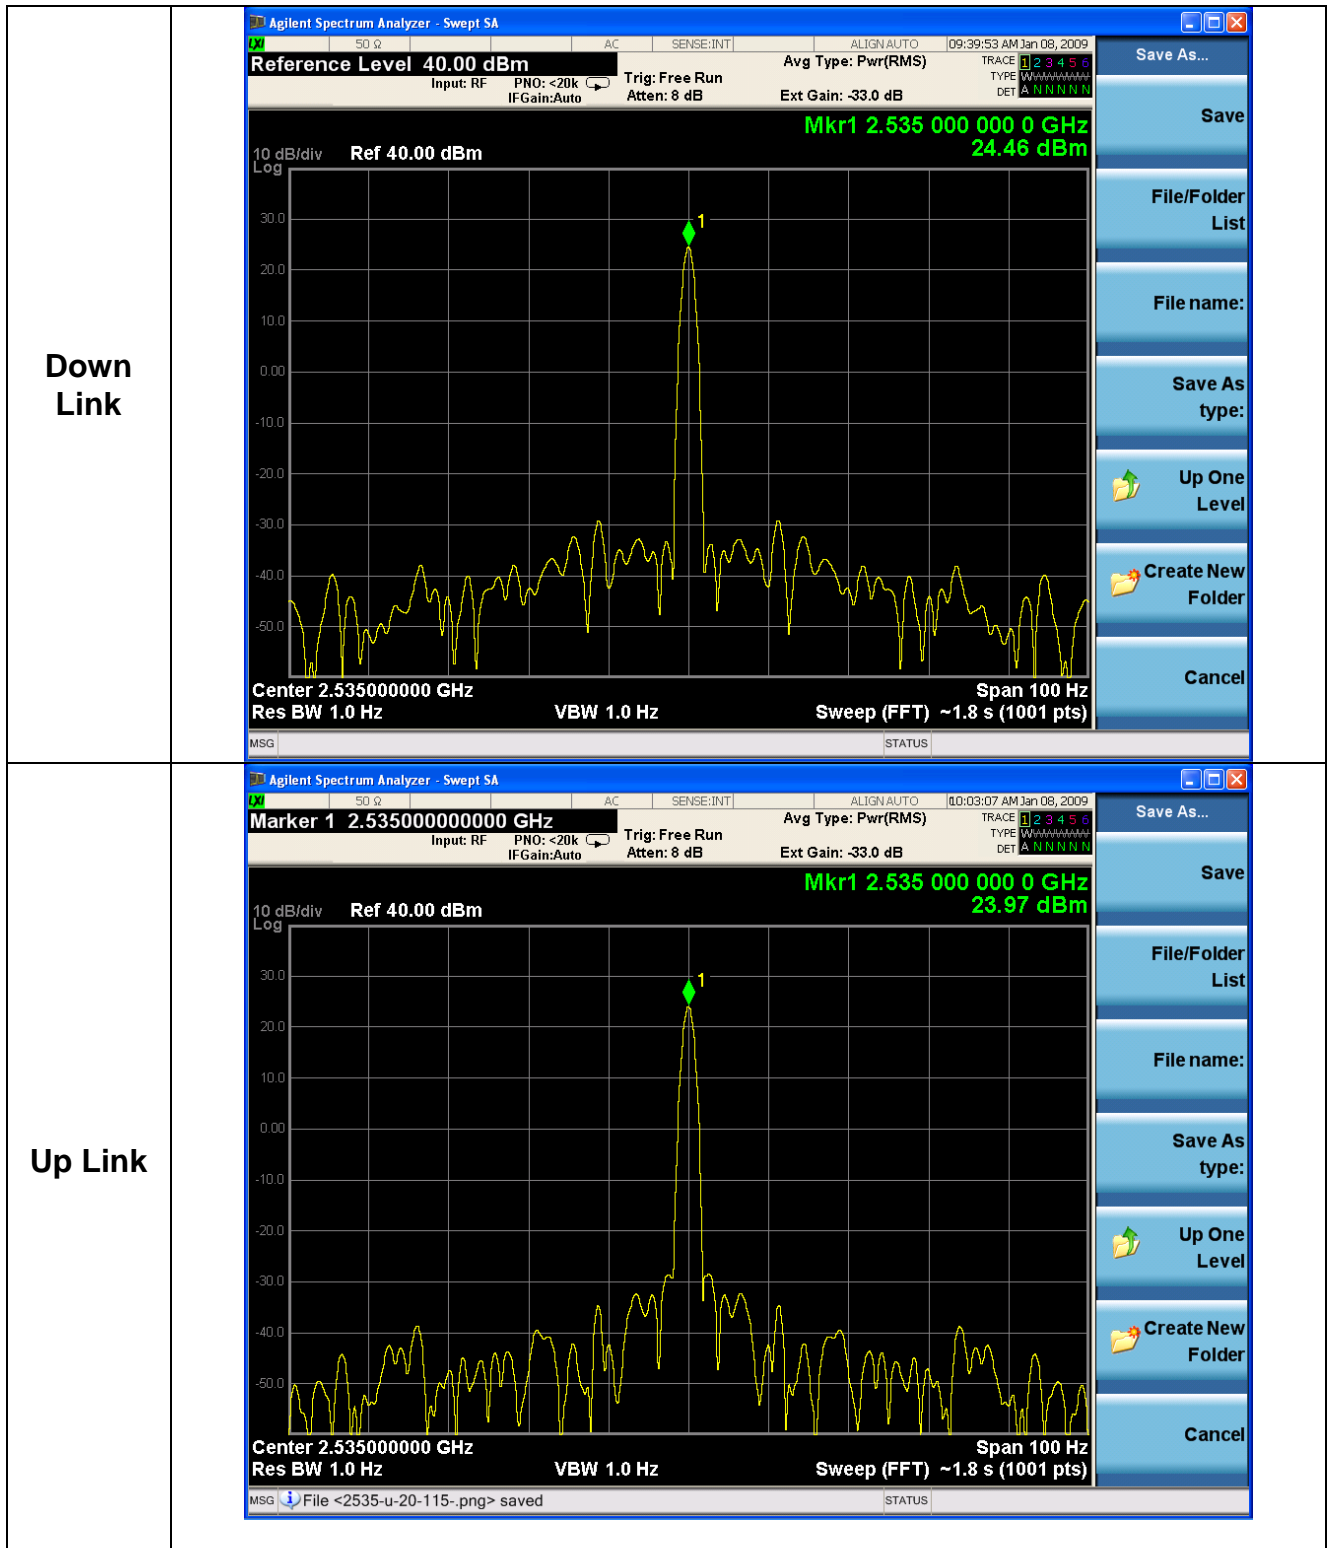 Down
Link
Agilent Spectrum Analyzer - Swept SA
LXI 50 Ω AC SENSE:INT ALIGN AUTO 09:39:53 AM Jan 08, 2009
Reference Level 40.00 dBm
Input: RF PNO: <20k
IFGain:Auto
Trig: Free Run
Atten: 8 dB
Avg Type: Pwr(RMS)
Ext Gain: -33.0 dB
TRACE 1 2 3 4 5 6
TYPE
DET A N N N N N
Mkr1 2.535 000 000 0 GHz
24.46 dBm
10 dB/div Ref 40.00 dBm
Log
30.0
20.0
10.0
0.00
-10.0
-20.0
-30.0
-40.0
-50.0
1
Center 2.535000000 GHz Span 100 Hz
Res BW 1.0 Hz VBW 1.0 Hz Sweep (FFT) ~1.8 s (1001 pts)
MSG STATUS
Save As...
Save
File/Folder
List
File name:
Save As
type:
Up One
Level
Create New
Folder
Cancel
Up Link
Agilent Spectrum Analyzer - Swept SA
LXI 50 Ω AC SENSE:INT ALIGN AUTO 10:03:07 AM Jan 08, 2009
Marker 1 2.535000000000 GHz
Input: RF PNO: <20k
IFGain:Auto
Trig: Free Run
Atten: 8 dB
Avg Type: Pwr(RMS)
Ext Gain: -33.0 dB
TRACE 1 2 3 4 5 6
TYPE
DET A N N N N N
Mkr1 2.535 000 000 0 GHz
23.97 dBm
10 dB/div Ref 40.00 dBm
Log
30.0
20.0
10.0
0.00
-10.0
-20.0
-30.0
-40.0
-50.0
1
Center 2.535000000 GHz Span 100 Hz
Res BW 1.0 Hz VBW 1.0 Hz Sweep (FFT) ~1.8 s (1001 pts)
MSG File <2535-u-20-115-.png> saved STATUS
Save As...
Save
File/Folder
List
File name:
Save As
type:
Up One
Level
Create New
Folder
Cancel